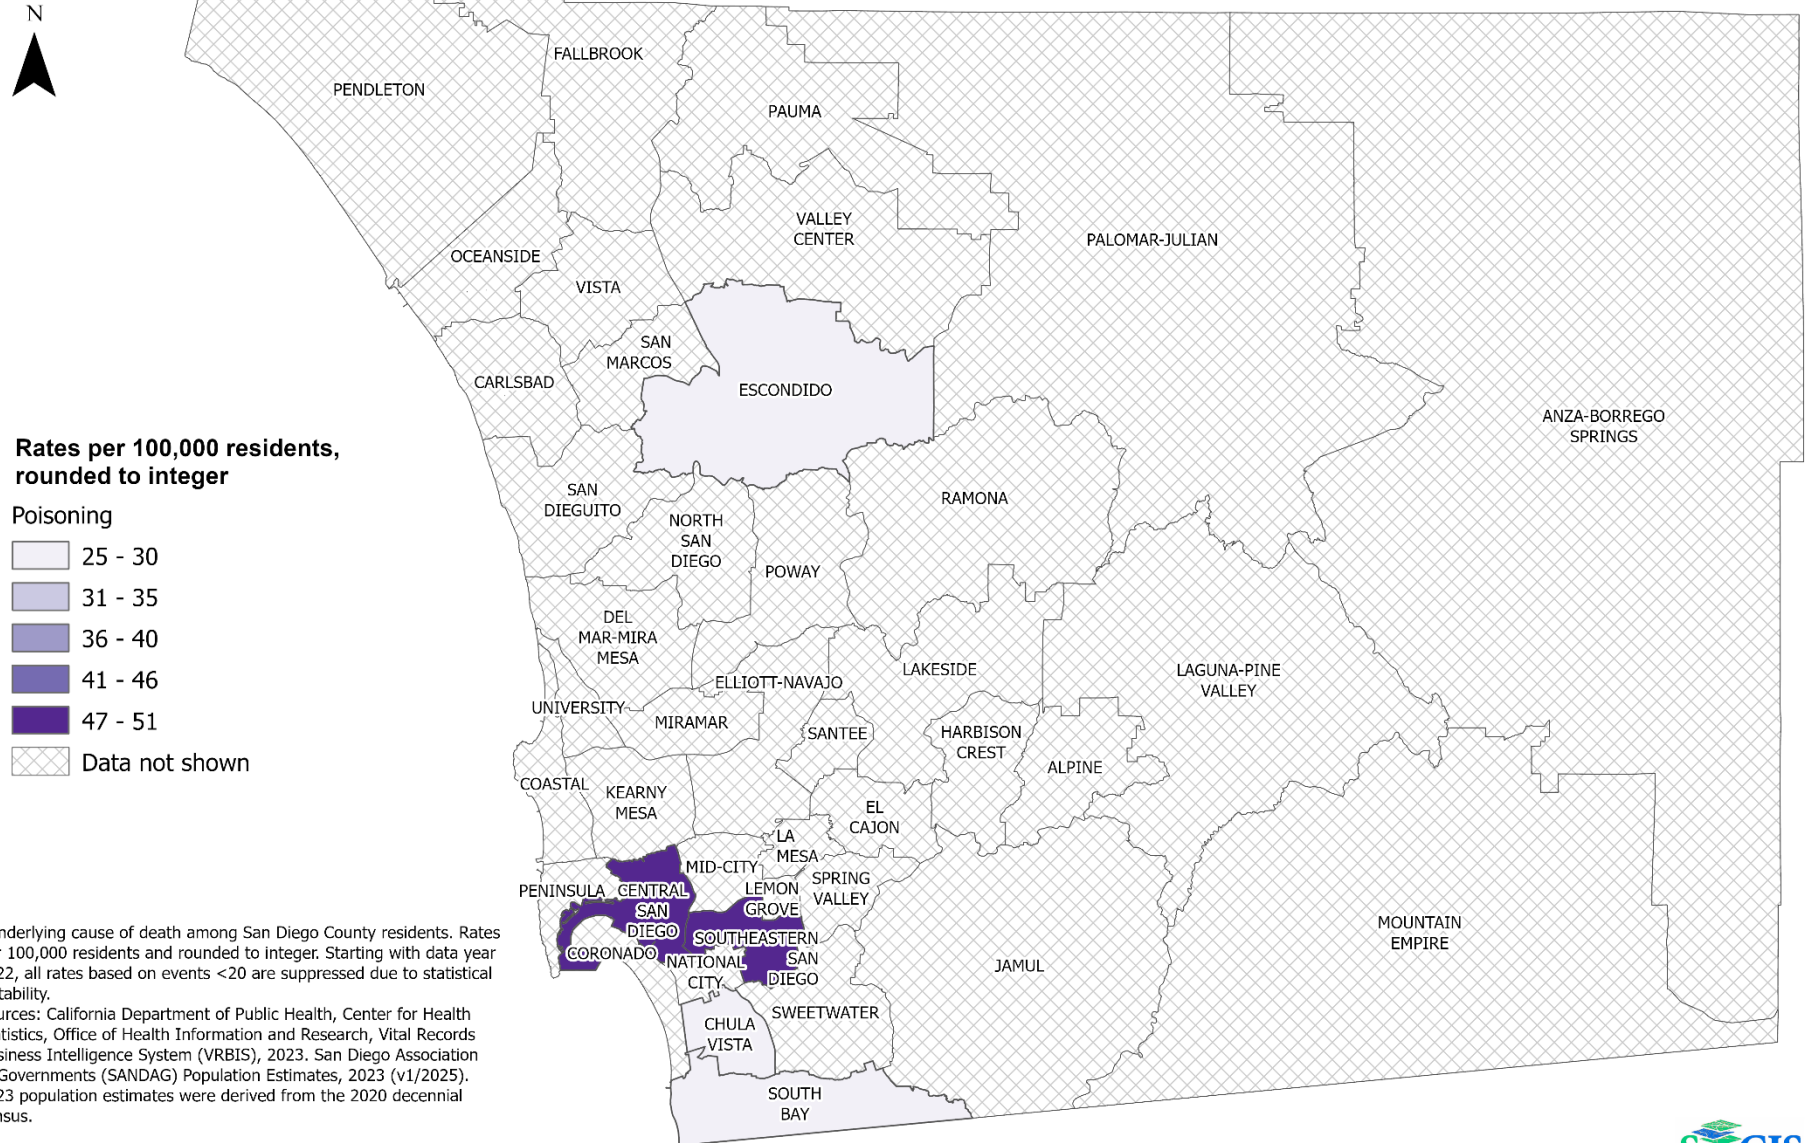 N
FALLBROOK
PENDLETON
PAUMA
VALLEY
CENTER
PALOMAR-JULIAN
OCEANSIDE
VISTA
SAN
MARCOS
CARLSBAD
ESCONDIDO
ANZA-BORREGO
SPRINGS
Rates per 100,000 residents,
rounded to integer
Poisoning
25 - 30
31 - 35
36 - 40
41 - 46
47 - 51
Data not shown
SAN
DIEGUITO
RAMONA
NORTH
SAN
DIEGO
POWAY
DEL
MAR-MIRA
MESA
LAKESIDE
LAGUNA-PINE
VALLEY
ELLIOTT-NAVAJO
UNIVERSITY
MIRAMAR
SANTEE
HARBISON
CREST
ALPINE
COASTAL
KEARNY
MESA
EL
CAJON
LA
MESA
MID-CITY
SPRING
VALLEY
PENINSULA
CENTRAL
SAN
DIEGO
LEMON
GROVE
SOUTHEASTERN
SAN
DIEGO
CORONADO
NATIONAL
CITY
JAMUL
MOUNTAIN
EMPIRE
SWEETWATER
CHULA
VISTA
SOUTH
BAY
nderlying cause of death among San Diego County residents. Rates
r 100,000 residents and rounded to integer. Starting with data year
22, all rates based on events <20 are suppressed due to statistical
tability.
urces: California Department of Public Health, Center for Health
atistics, Office of Health Information and Research, Vital Records
siness Intelligence System (VRBIS), 2023. San Diego Association
Governments (SANDAG) Population Estimates, 2023 (v1/2025).
23 population estimates were derived from the 2020 decennial
nsus.